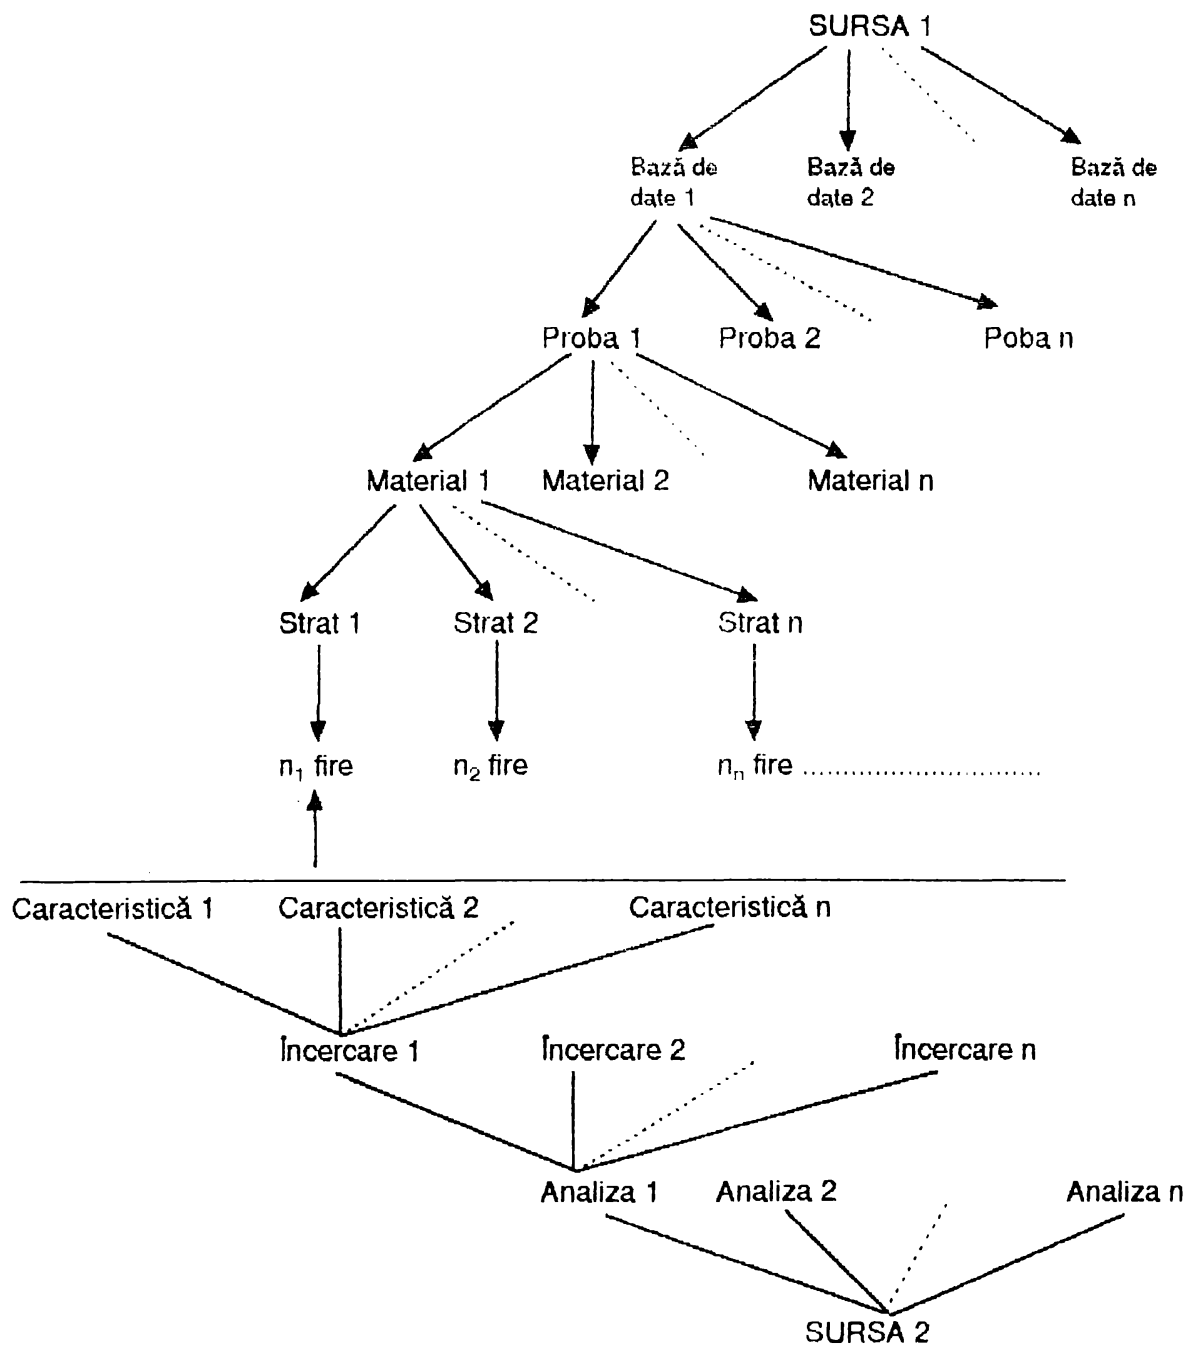 SURSA 1
Bază de Bază de Bază de
date 1 date 2 date n
Proba 1 Proba 2 Poba n
Material 1 Material 2 Material n
Strat 1 Strat 2 Strat n
n₁ fire n₂ fire nₙ fire ................................
Caracteristică 1 Caracteristică 2 Caracteristică n
Încercare 1 Încercare 2 Încercare n
Analiza 1 Analiza 2 Analiza n
SURSA 2